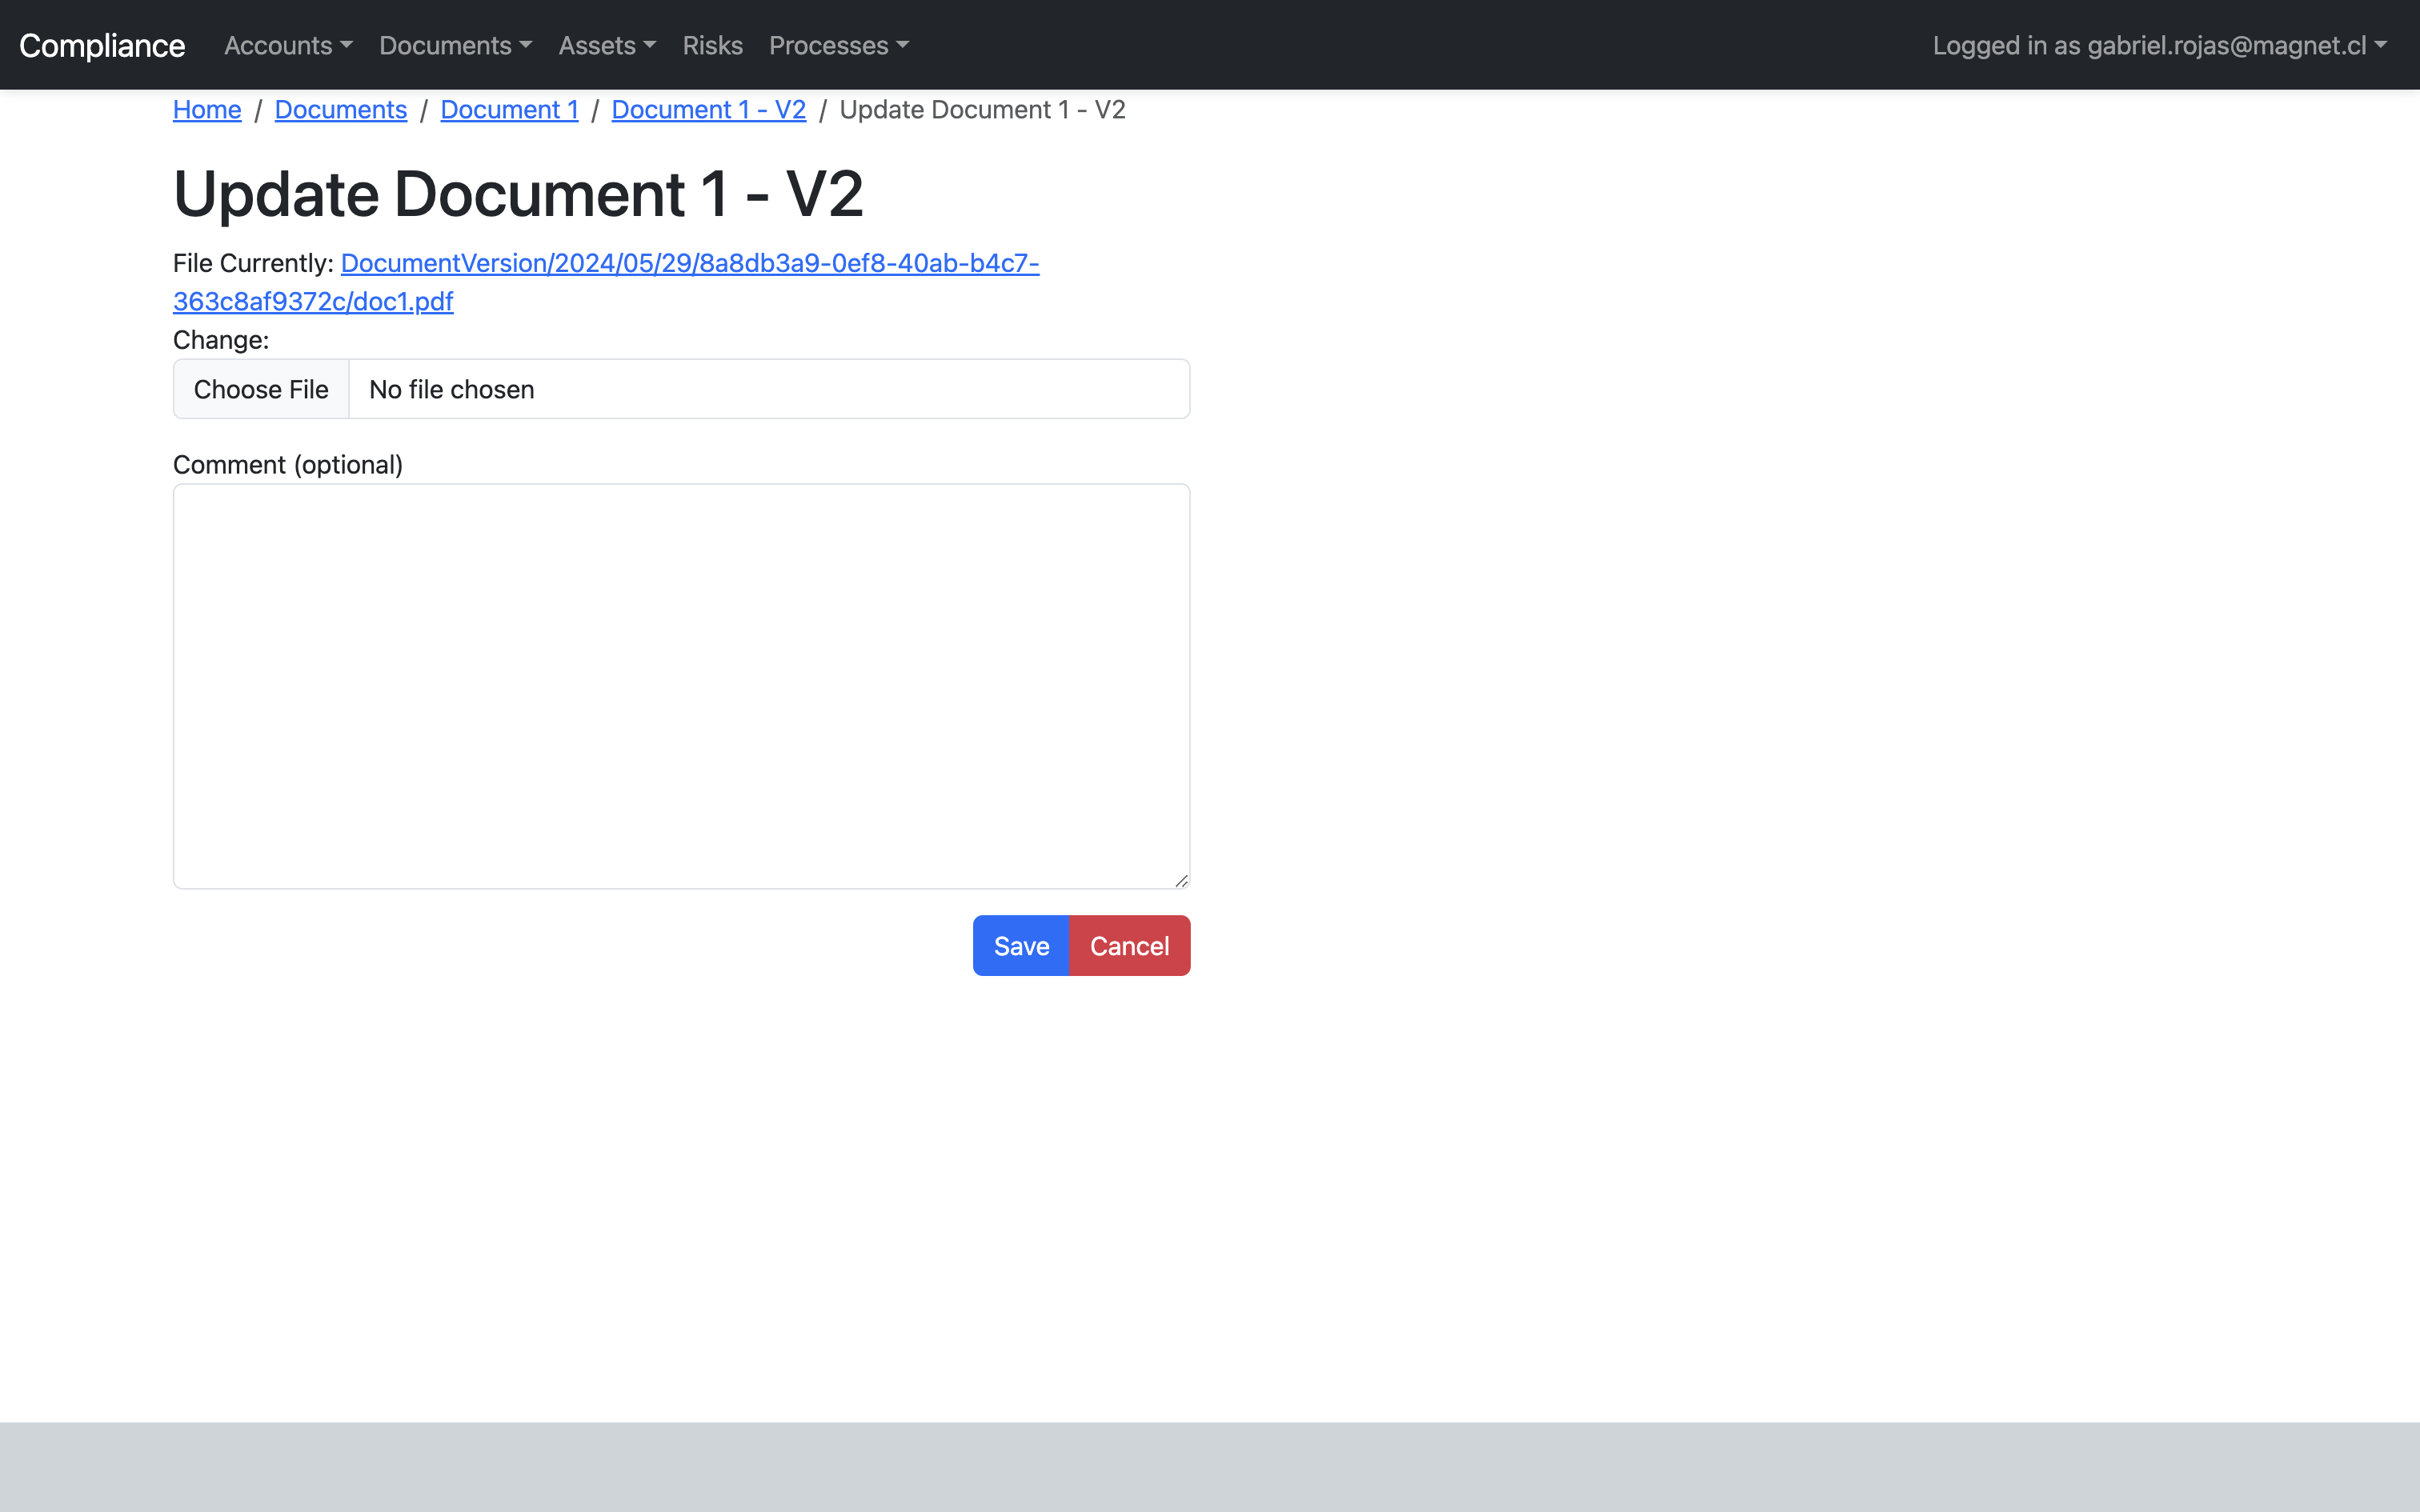 Compliance Accounts Documents Assets Risks Processes Logged in as gabriel.rojas@magnet.cl
Home / Documents / Document 1 / Document 1 - V2 / Update Document 1 - V2
Update Document 1 - V2
File Currently: DocumentVersion/2024/05/29/8a8db3a9-0ef8-40ab-b4c7-
363c8af9372c/doc1.pdf
Change:
Choose File No file chosen
Comment (optional)
Save Cancel